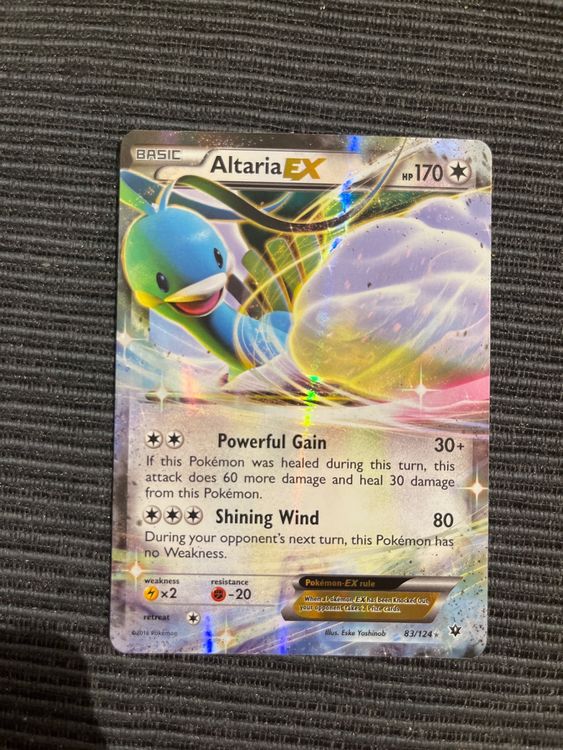 BASIC Altaria EX HP 170
Powerful Gain 30+
If this Pokémon was healed during this turn, this
attack does 60 more damage and heal 30 damage
from this Pokémon.
Shining Wind 80
During your opponent's next turn, this Pokémon has
no Weakness.
weakness resistance
×2 -20
retreat
Pokémon-EX rule
When a Pokémon-EX has been Knocked Out,
your opponent takes 2 Prize cards.
©2016 Pokémon Illus. Eske Yoshinob 83/124